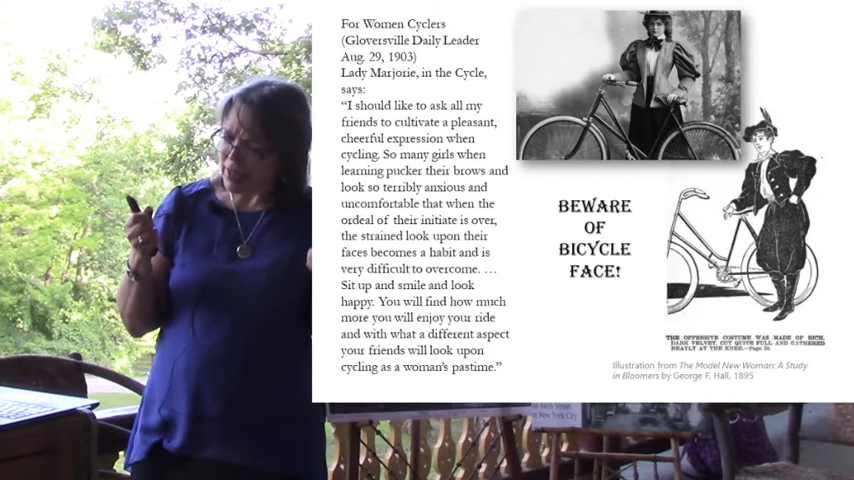 For Women Cyclers
(Gloversville Daily Leader
Aug. 29, 1903)
Lady Marjorie, in the Cycle,
says:
“I should like to ask all my
friends to cultivate a pleasant,
cheerful expression when
cycling. So many girls when
learning pucker their brows and
look so terribly anxious and
uncomfortable that when the
ordeal of their initiate is over,
the strained look upon their
faces becomes a habit and is
very difficult to overcome. …
Sit up and smile and look
happy. You will find how much
more you will enjoy your ride
and with what a different aspect
your friends will look upon
cycling as a woman’s pastime.”
BEWARE
OF
BICYCLE
FACE!
THE OFFENSIVE COSTUME WAS MADE OF RICH,
DARK VELVET, CUT QUITE FULL AND GATHERED
NEATLY AT THE KNEE.—Page 20.
Illustration from The Model New Woman: A Study
in Bloomers by George F. Hall, 1895
Street
New York City